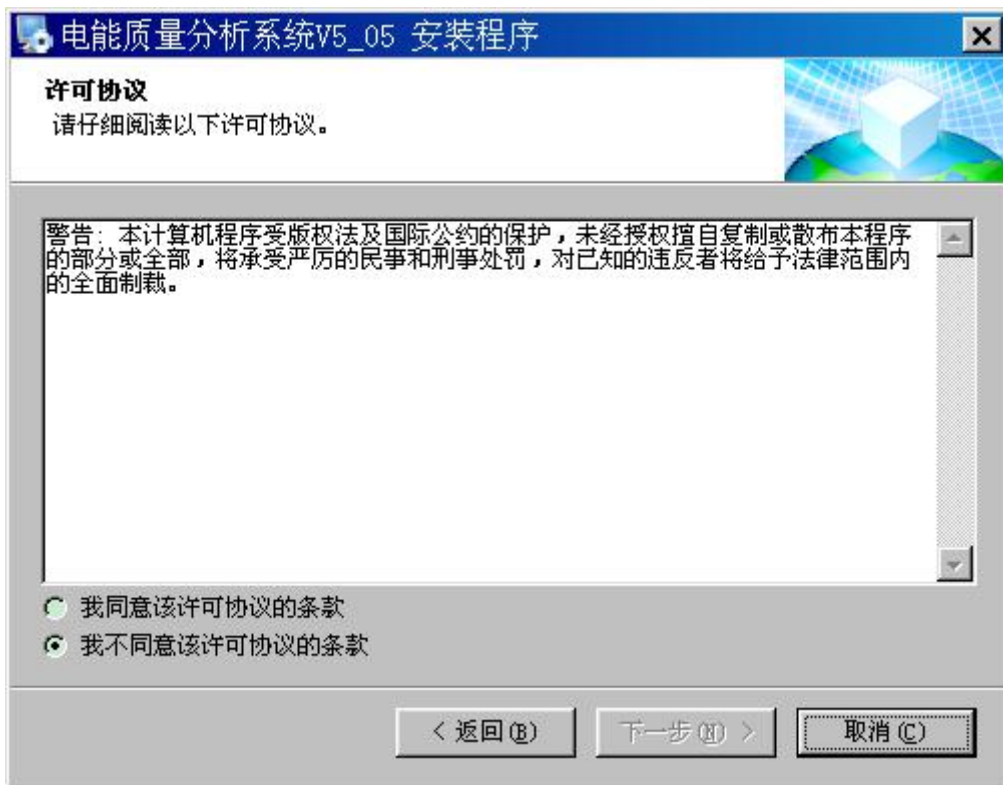 电能质量分析系统V5_05 安装程序
许可协议
请仔细阅读以下许可协议。
警告: 本计算机程序受版权法及国际公约的保护，未经授权擅自复制或散布本程序
的部分或全部，将承受严厉的民事和刑事处罚，对已知的违反者将给予法律范围内
的全面制裁。
我同意该许可协议的条款
我不同意该许可协议的条款
< 返回(B)
下一步(N) >
取消(C)